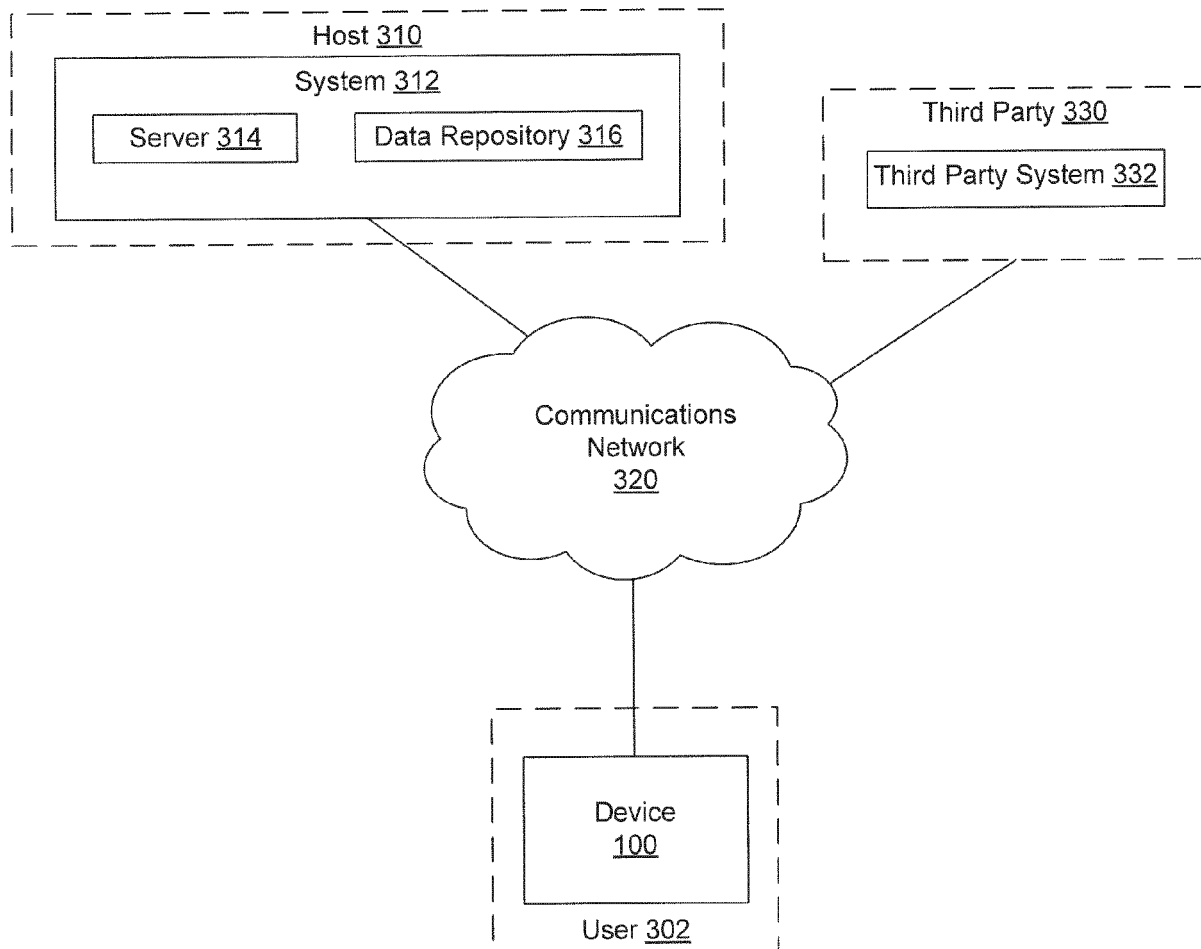 Host 310
System 312
Server 314
Data Repository 316
Third Party 330
Third Party System 332
Communications
Network
320
Device
100
User 302